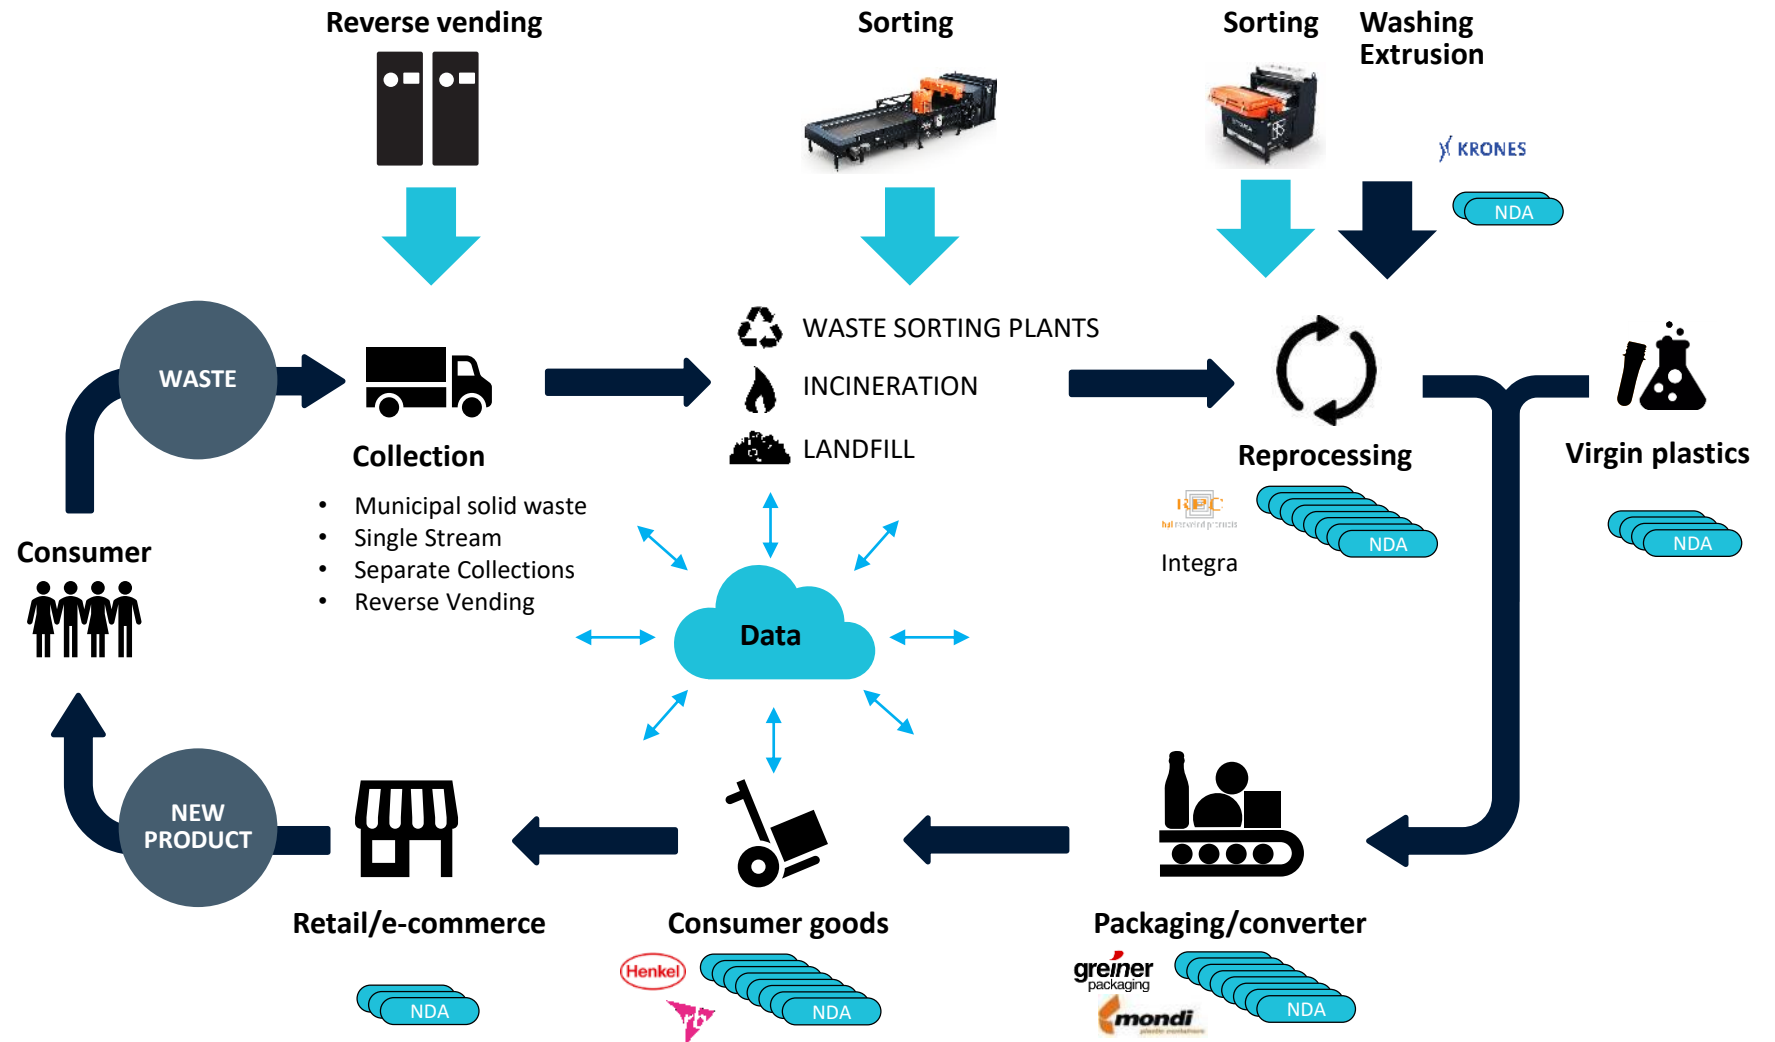 Reverse vending
Sorting
Sorting
Washing
Extrusion
KRONES
NDA
WASTE
WASTE SORTING PLANTS
INCINERATION
LANDFILL
Collection
• Municipal solid waste
• Single Stream
• Separate Collections
• Reverse Vending
Reprocessing
Integra
NDA
Virgin plastics
NDA
Consumer
Data
NEW
PRODUCT
Retail/e-commerce
NDA
Consumer goods
Henkel
NDA
Packaging/converter
greiner
packaging
mondi
NDA